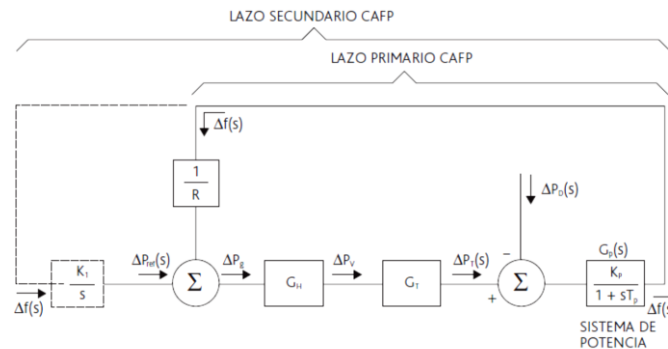 LAZO SECUNDARIO CAFP
LAZO PRIMARIO CAFP
Δf(s)
1
R
ΔP_D(s)
ΔP_ref(s)
ΔP_g
ΔP_V
ΔP_T(s)
−
G_p(s)
K_1
s
Σ
G_H
G_T
Σ
K_P
1 + sT_p
+
Δf(s)
Δf(s)
SISTEMA DE
POTENCIA